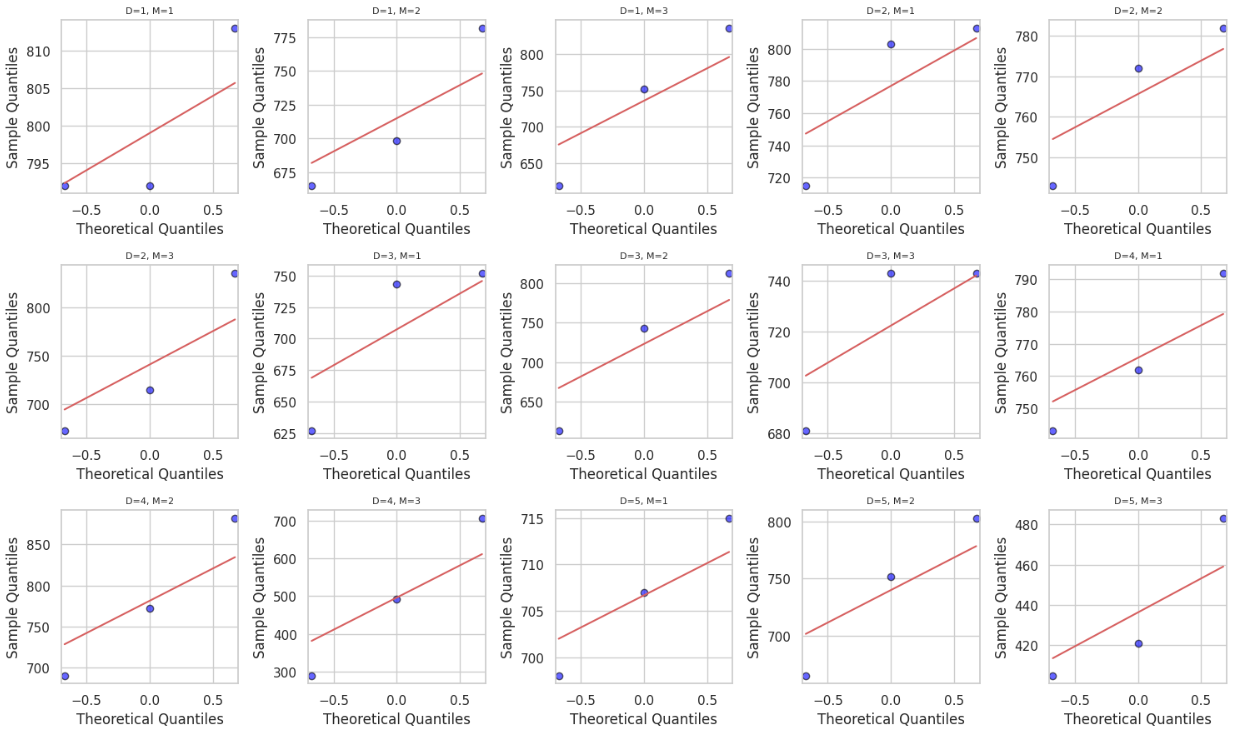 D=1, M=1
D=1, M=2
D=1, M=3
D=2, M=1
D=2, M=2
Sample Quantiles
810
805
800
795
−0.5
0.0
0.5
Theoretical Quantiles
Sample Quantiles
775
750
725
700
675
−0.5
0.0
0.5
Theoretical Quantiles
Sample Quantiles
800
750
700
650
−0.5
0.0
0.5
Theoretical Quantiles
Sample Quantiles
800
780
760
740
720
−0.5
0.0
0.5
Theoretical Quantiles
Sample Quantiles
780
770
760
750
−0.5
0.0
0.5
Theoretical Quantiles
D=2, M=3
D=3, M=1
D=3, M=2
D=3, M=3
D=4, M=1
Sample Quantiles
800
750
700
−0.5
0.0
0.5
Theoretical Quantiles
Sample Quantiles
750
725
700
675
650
625
−0.5
0.0
0.5
Theoretical Quantiles
Sample Quantiles
800
750
700
650
−0.5
0.0
0.5
Theoretical Quantiles
Sample Quantiles
740
720
700
680
−0.5
0.0
0.5
Theoretical Quantiles
Sample Quantiles
790
780
770
760
750
−0.5
0.0
0.5
Theoretical Quantiles
D=4, M=2
D=4, M=3
D=5, M=1
D=5, M=2
D=5, M=3
Sample Quantiles
850
800
750
700
−0.5
0.0
0.5
Theoretical Quantiles
Sample Quantiles
700
600
500
400
300
−0.5
0.0
0.5
Theoretical Quantiles
Sample Quantiles
715
710
705
700
−0.5
0.0
0.5
Theoretical Quantiles
Sample Quantiles
800
750
700
−0.5
0.0
0.5
Theoretical Quantiles
Sample Quantiles
480
460
440
420
−0.5
0.0
0.5
Theoretical Quantiles